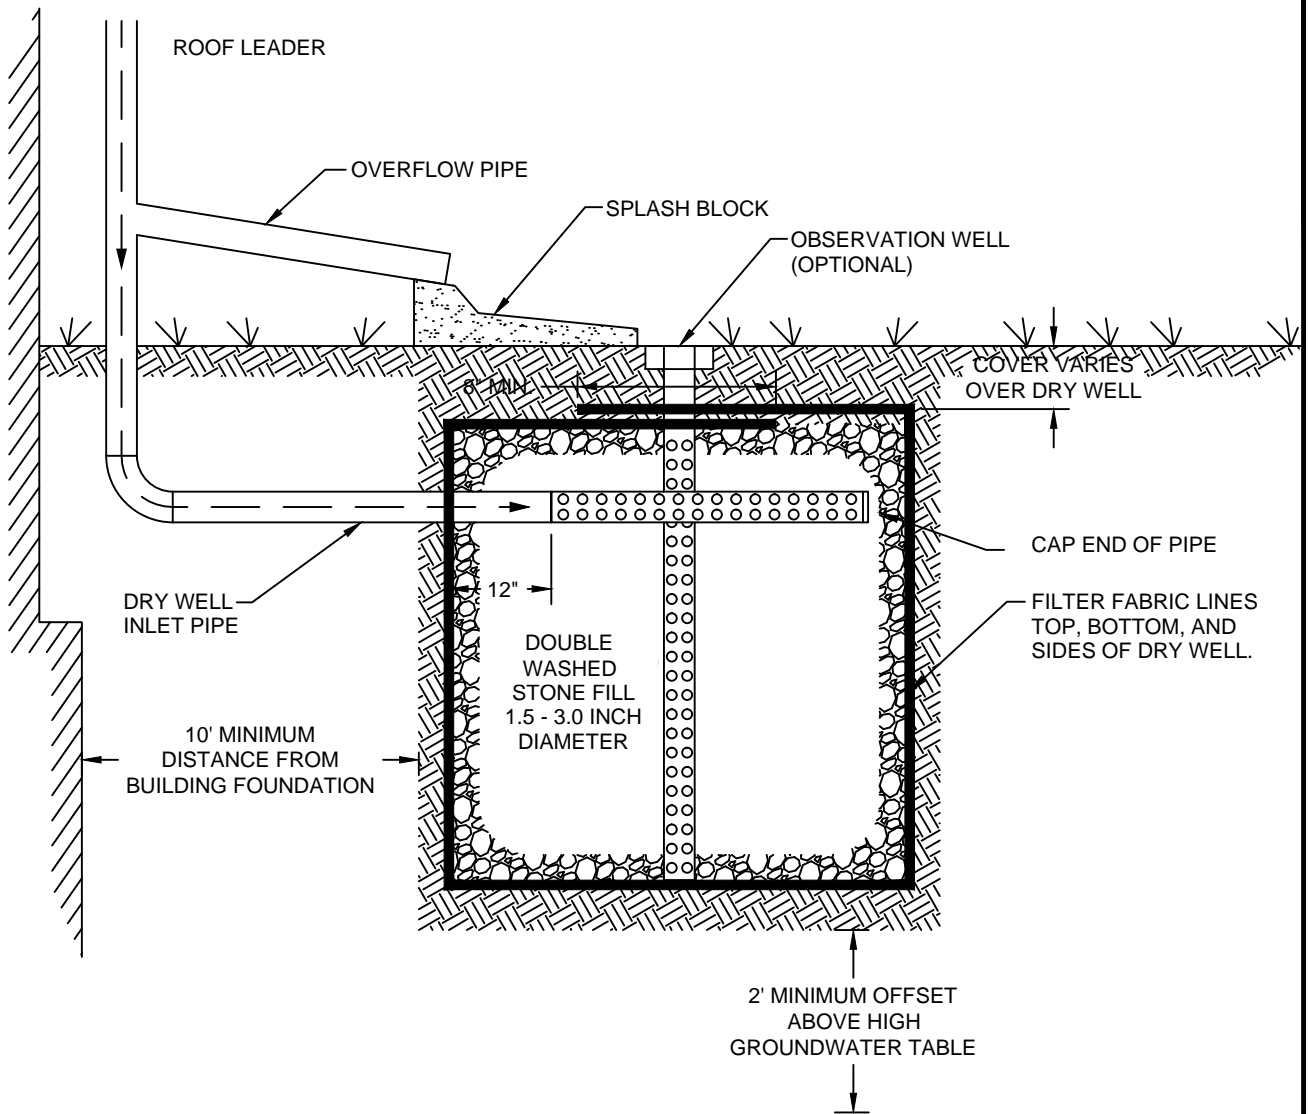 ROOF LEADER
OVERFLOW PIPE
SPLASH BLOCK
OBSERVATION WELL
(OPTIONAL)
COVER VARIES
OVER DRY WELL
8" MIN.
CAP END OF PIPE
12"
DRY WELL
INLET PIPE
FILTER FABRIC LINES
TOP, BOTTOM, AND
SIDES OF DRY WELL.
DOUBLE
WASHED
STONE FILL
1.5 - 3.0 INCH
DIAMETER
10' MINIMUM
DISTANCE FROM
BUILDING FOUNDATION
2' MINIMUM OFFSET
ABOVE HIGH
GROUNDWATER TABLE